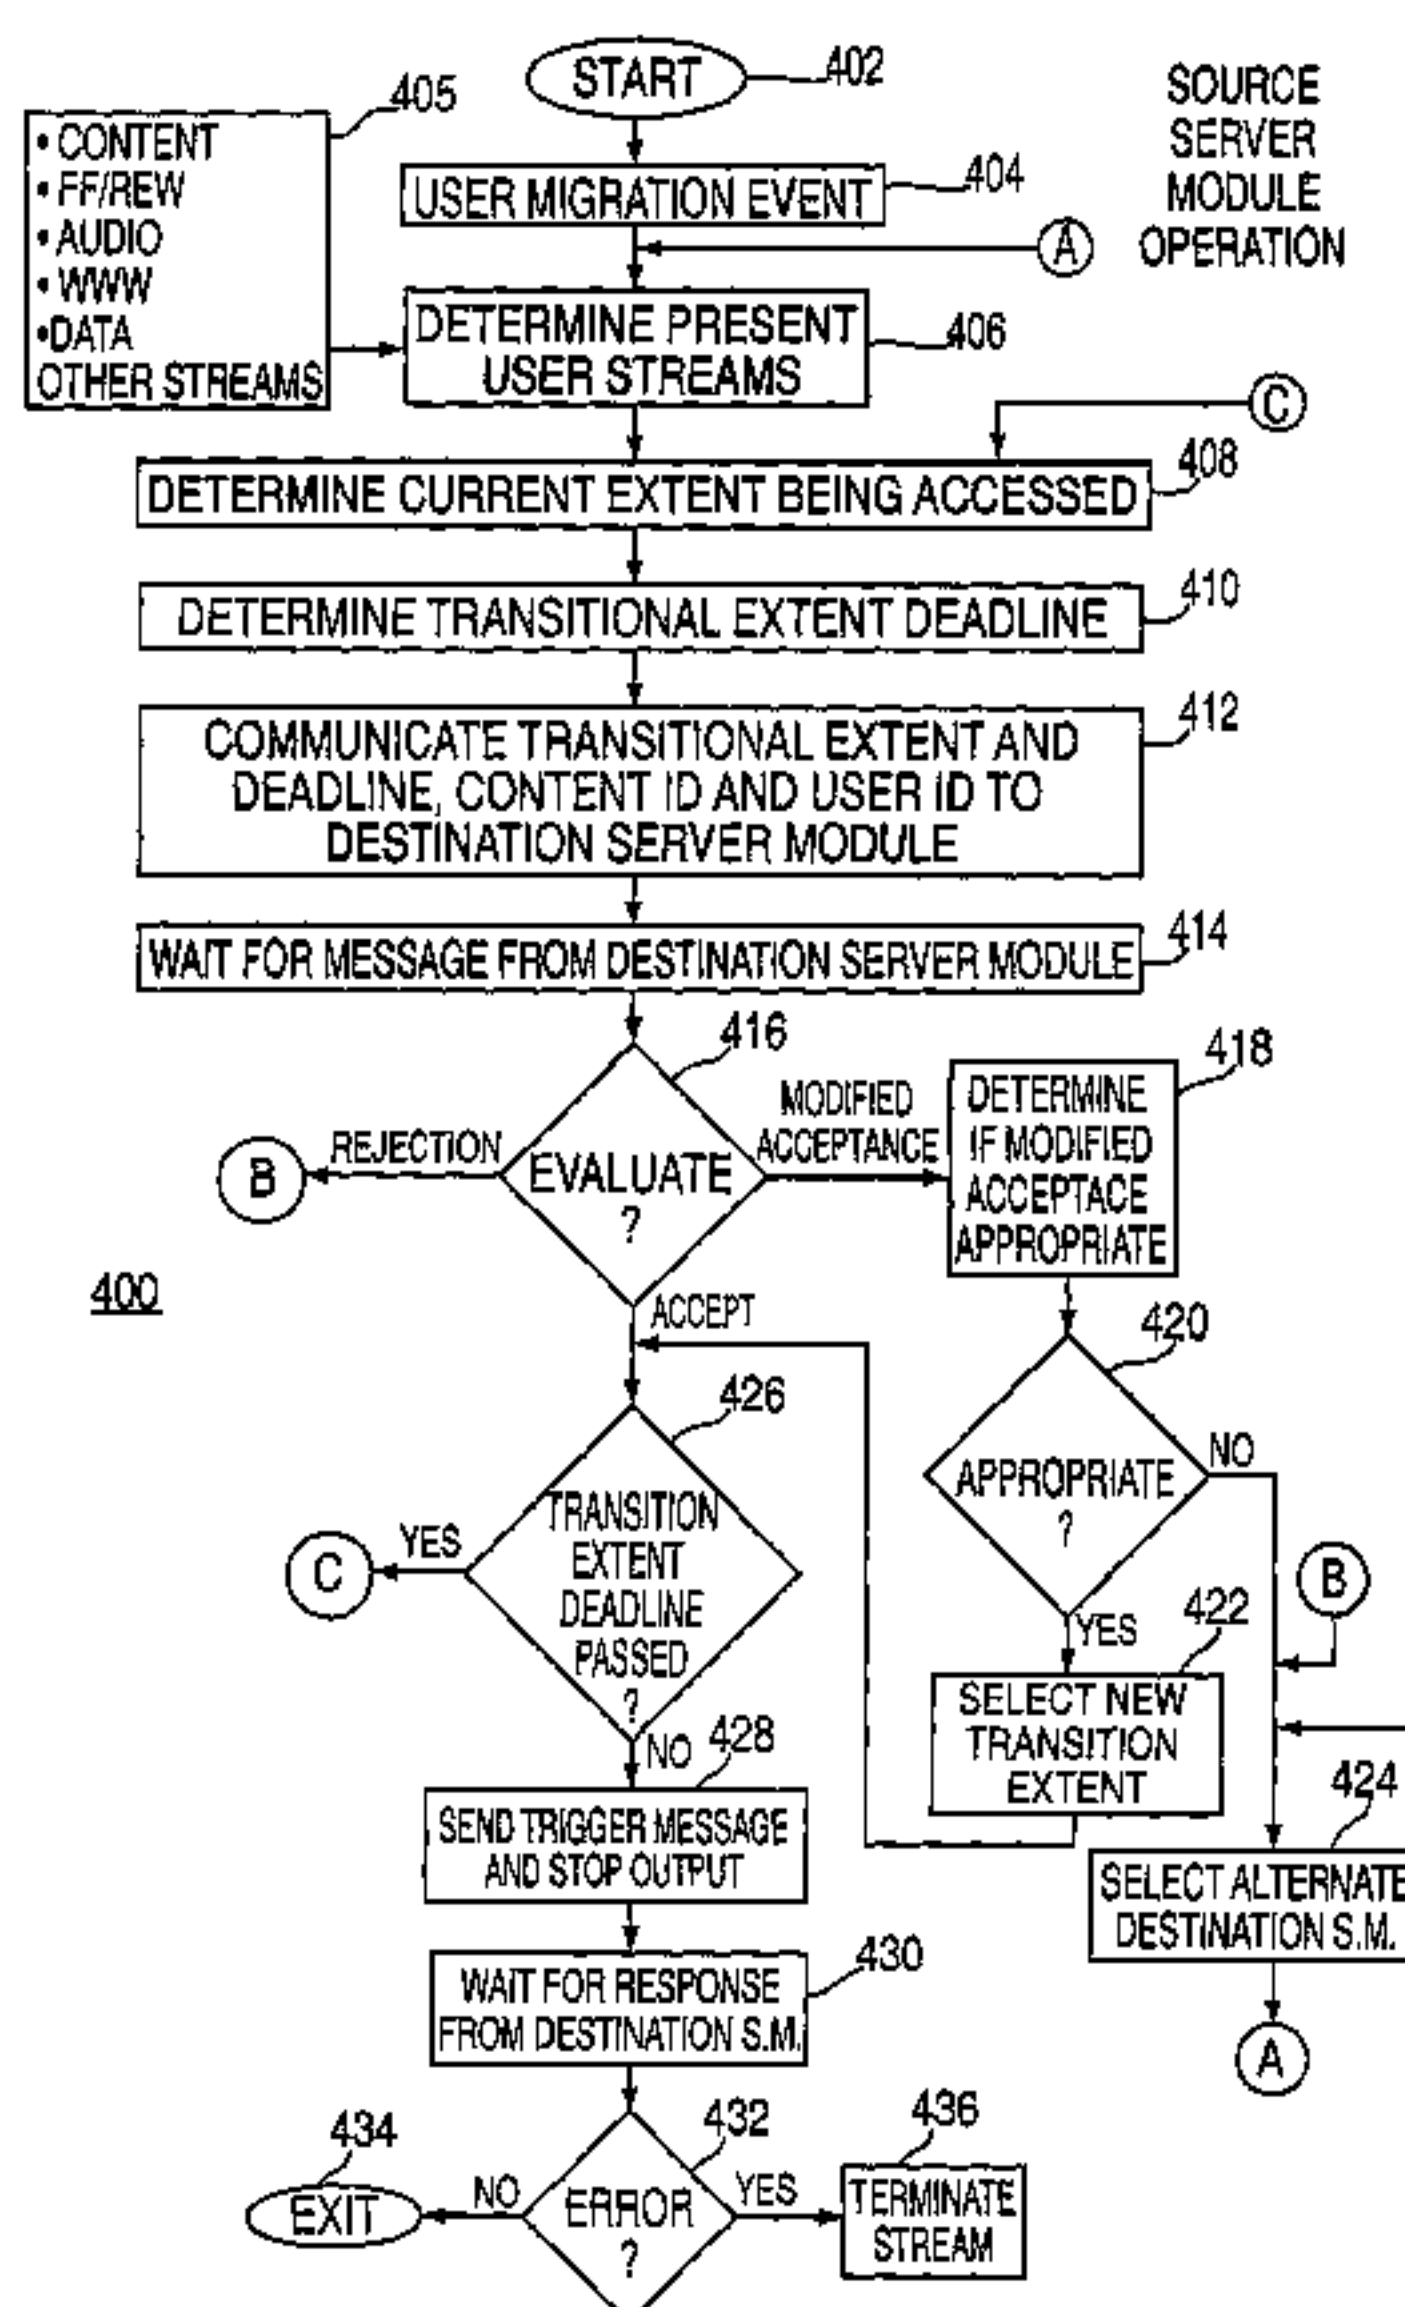 START
402
SOURCE
SERVER
MODULE
OPERATION
405
• CONTENT
• FF/REW
• AUDIO
• WWW
•DATA
OTHER STREAMS
USER MIGRATION EVENT
404
A
DETERMINE PRESENT
USER STREAMS
406
C
DETERMINE CURRENT EXTENT BEING ACCESSED
408
DETERMINE TRANSITIONAL EXTENT DEADLINE
410
COMMUNICATE TRANSITIONAL EXTENT AND
DEADLINE, CONTENT ID AND USER ID TO
DESTINATION SERVER MODULE
412
WAIT FOR MESSAGE FROM DESTINATION SERVER MODULE
414
416
EVALUATE
?
REJECTION
B
MODIFIED
ACCEPTANCE
418
DETERMINE
IF MODIFIED
ACCEPTACE
APPROPRIATE
400
ACCEPT
420
APPROPRIATE
?
NO
YES
426
TRANSITION
EXTENT
DEADLINE
PASSED
?
YES
C
NO
B
422
SELECT NEW
TRANSITION
EXTENT
424
SELECT ALTERNATE
DESTINATION S.M.
A
428
SEND TRIGGER MESSAGE
AND STOP OUTPUT
430
WAIT FOR RESPONSE
FROM DESTINATION S.M.
432
ERROR
?
NO
434
EXIT
YES
436
TERMINATE
STREAM